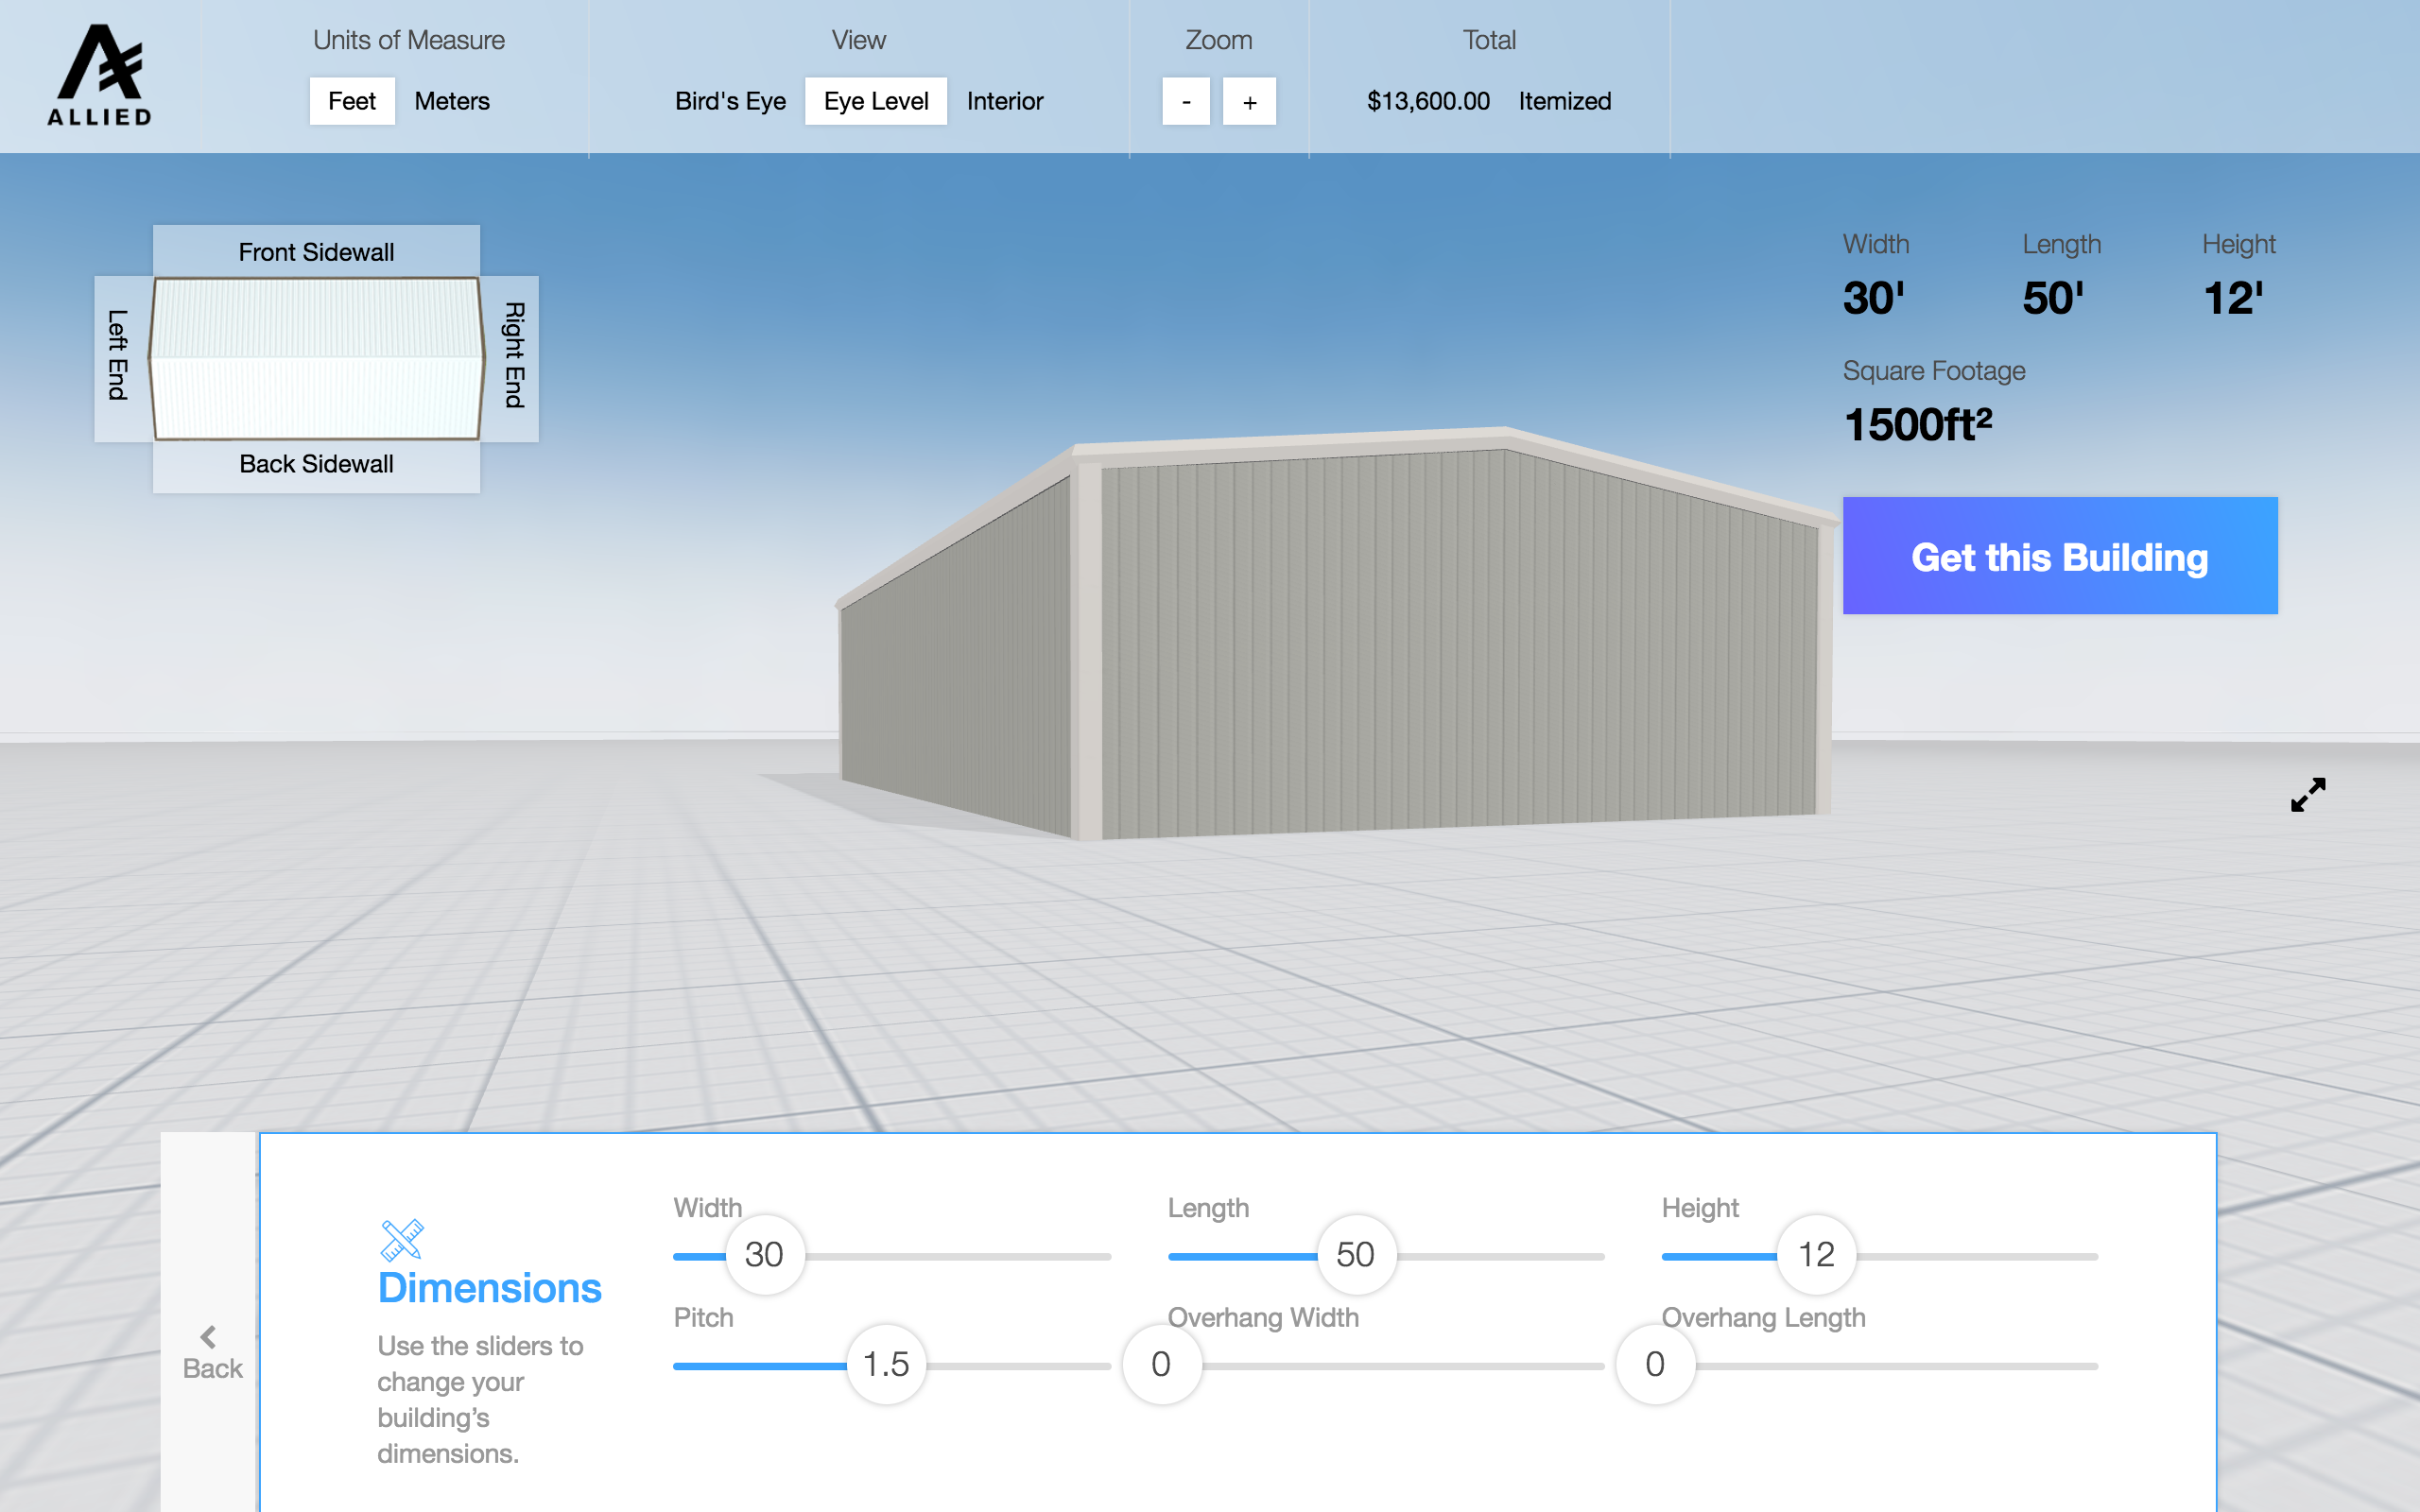 ALLIED
Units of Measure
Feet Meters
View
Bird's Eye Eye Level Interior
Zoom
- +
Total
$13,600.00 Itemized
Front Sidewall
Left End
Right End
Back Sidewall
Width Length Height
30' 50' 12'
Square Footage
1500ft²
Get this Building
Back
Dimensions
Use the sliders to
change your
building’s
dimensions.
Width
30
Length
50
Height
12
Pitch
1.5
Overhang Width
0
Overhang Length
0